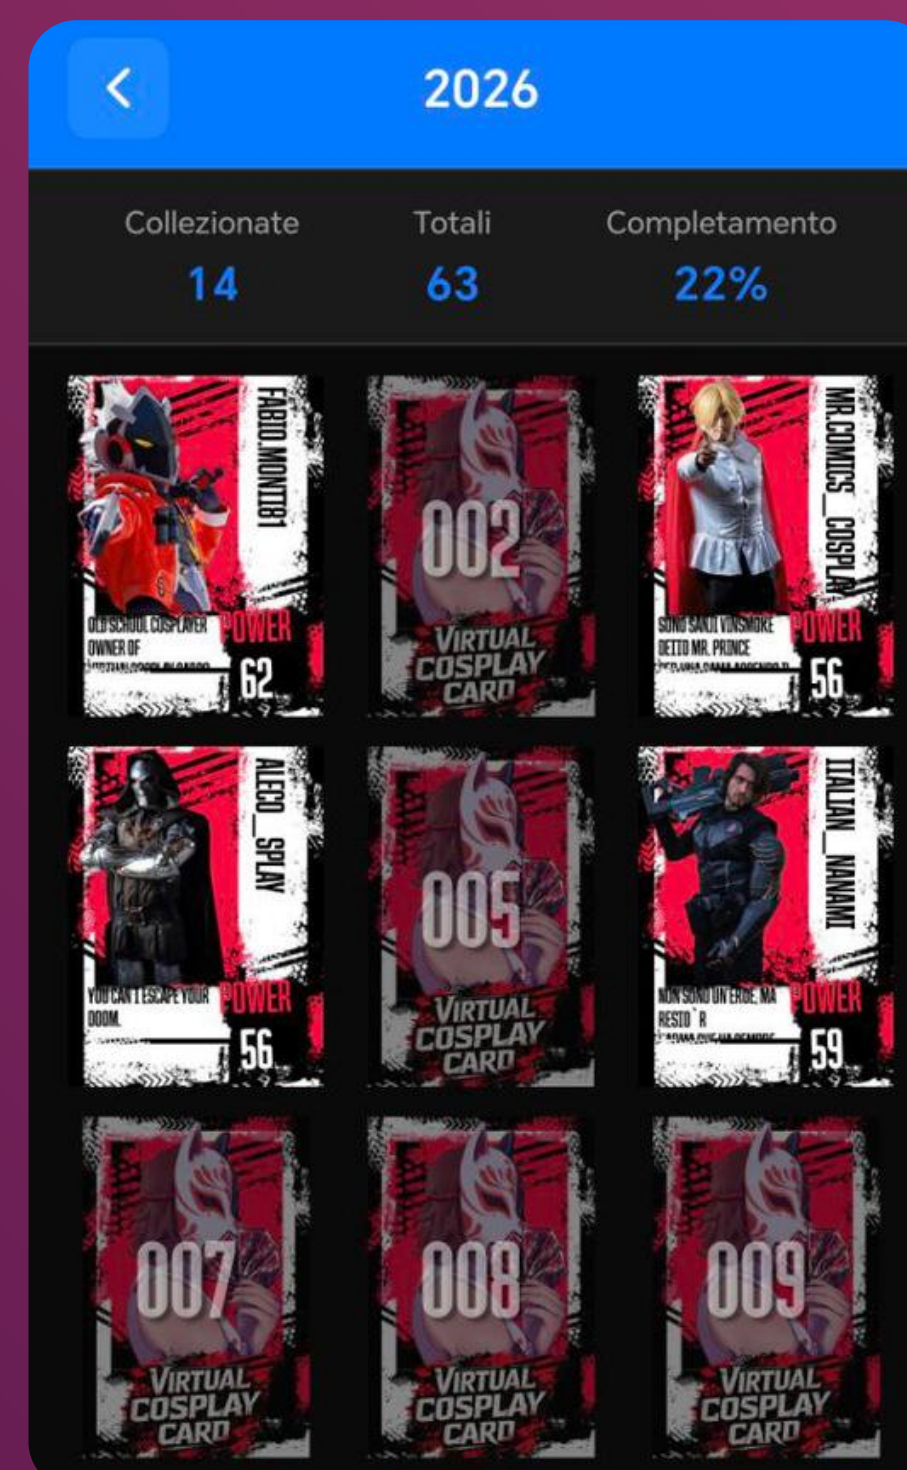 2026
Collezionate
Totali
Completamento
14
63
22%
FABIO.MONTI81
OLD SCHOOL COSPLAYER
OWNER OF
POWER
62
002
VIRTUAL
COSPLAY
CARD
MR.COMICS_COSPLAY
SONO SANJI VINSMOKE
DETTO MR. PRINCE
POWER
56
ALECO__SPLAY
YOU CAN'T ESCAPE YOUR
DOOM.
POWER
56
005
VIRTUAL
COSPLAY
CARD
ITALIAN_NANAMI
NON SONO UN'EROE, MA
RESTO`R
POWER
59
007
VIRTUAL
COSPLAY
CARD
008
VIRTUAL
COSPLAY
CARD
009
VIRTUAL
COSPLAY
CARD